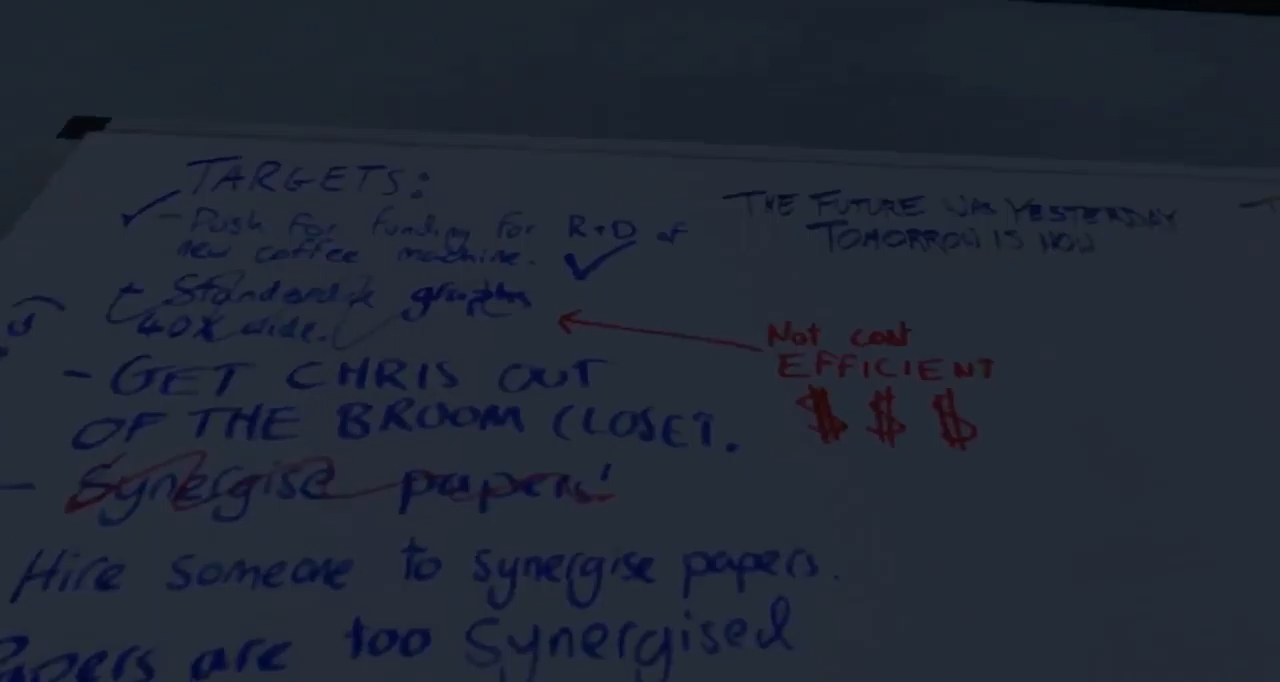 TARGETS:
- Push for funding for R+D of
new coffee machine.
- Standardise graphs
40% wide.
- GET CHRIS OUT
OF THE BROOM CLOSET.
- Synergise papers!
Hire someone to synergise papers.
Papers are too Synergised
THE FUTURE WAS YESTERDAY
TOMORROW IS NOW
Not cost
EFFICIENT
$ $ $